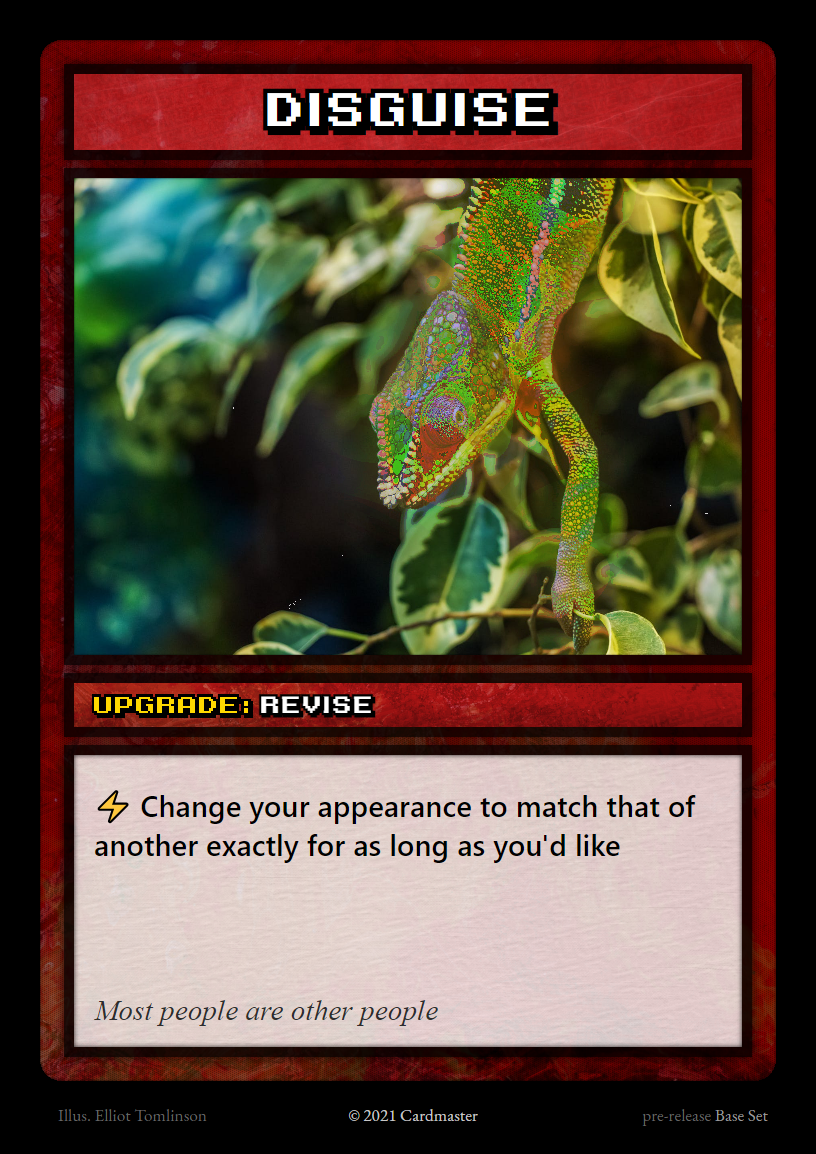 DISGUISE
UPGRADE: REVISE
⚡ Change your appearance to match that of
another exactly for as long as you'd like
Most people are other people
Illus. Elliot Tomlinson © 2021 Cardmaster pre-release Base Set